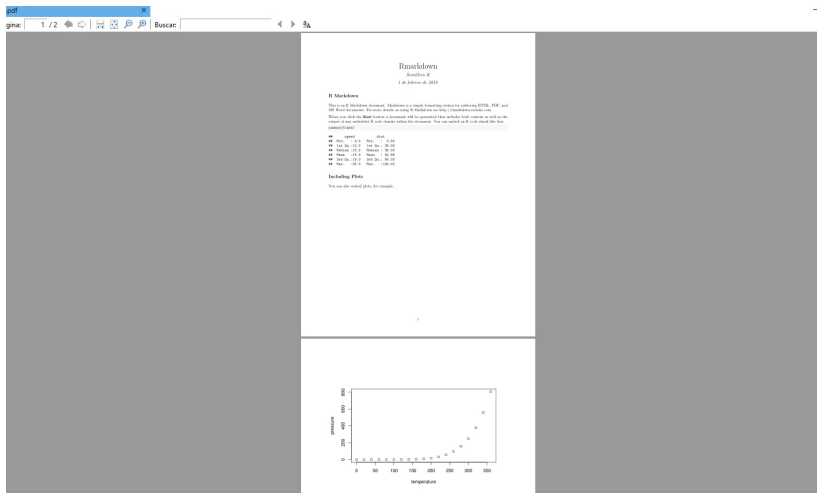 .pdf
gina: 1 / 2 Buscar:
Rmarkdown
1 de febrero de 2018
R Markdown
This is an R Markdown document. Markdown is a simple formatting syntax for authoring HTML, PDF, and
MS Word documents. For more details on using R Markdown see http://rmarkdown.rstudio.com.
When you click the Knit button a document will be generated that includes both content as well as the
output of any embedded R code chunks within the document. You can embed an R code chunk like this:
summary(cars)
## speed dist
## Min. : 4.0 Min. : 2.00
## 1st Qu.:12.0 1st Qu.: 26.00
## Median :15.0 Median : 36.00
## Mean :15.4 Mean : 42.98
## 3rd Qu.:19.0 3rd Qu.: 56.00
## Max. :25.0 Max. :120.00
Including Plots
You can also embed plots, for example:
1
800
600
400
200
0
pressure
0 50 100 150 200 250 300 350
temperature